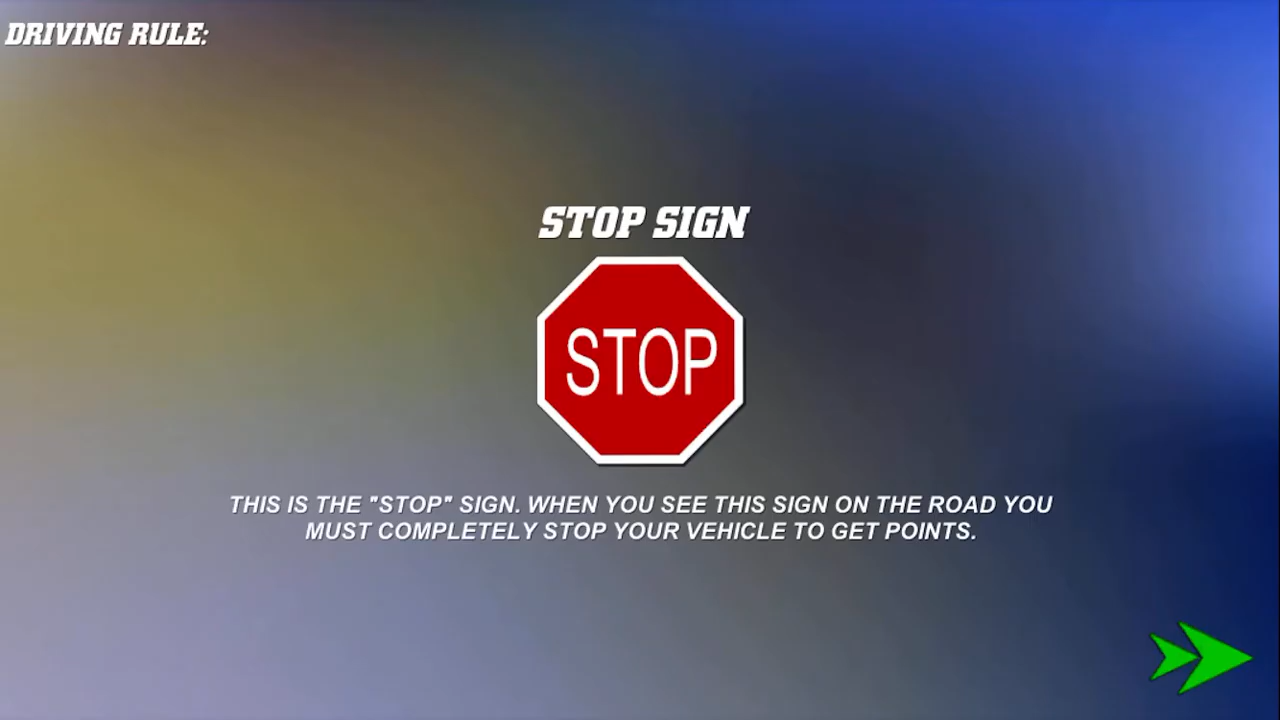 DRIVING RULE:
STOP SIGN
STOP
THIS IS THE "STOP" SIGN. WHEN YOU SEE THIS SIGN ON THE ROAD YOU
MUST COMPLETELY STOP YOUR VEHICLE TO GET POINTS.